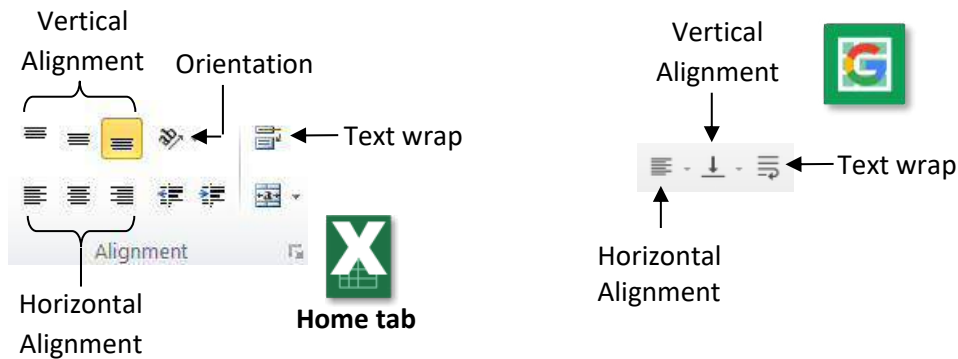 Vertical
Alignment
Orientation
Text wrap
Alignment
Horizontal
Alignment
X
Home tab
Vertical
Alignment
G
Text wrap
Horizontal
Alignment